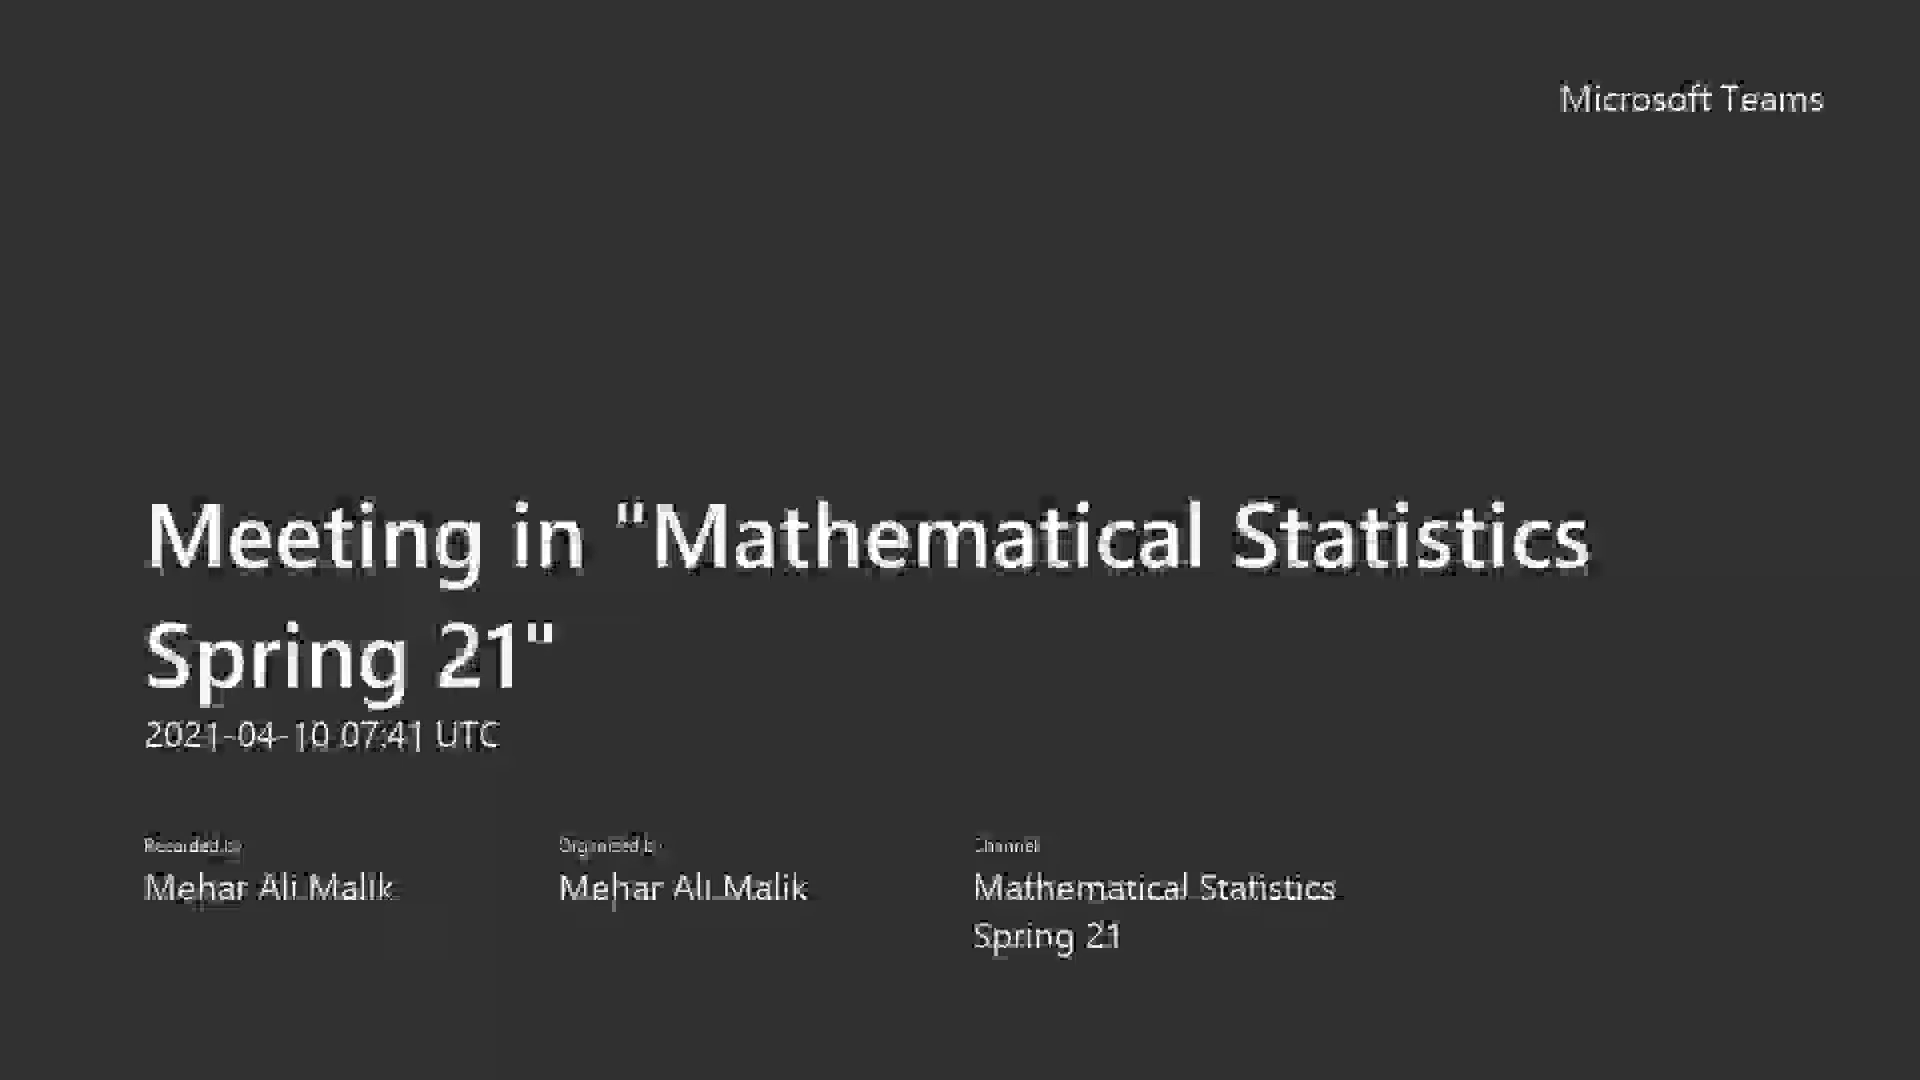 Microsoft Teams
Meeting in "Mathematical Statistics
Spring 21"
2021-04-10 07:41 UTC
Recorded by
Organized by
Channel
Mehar Ali Malik
Mehar Ali Malik
Mathematical Statistics
Spring 21